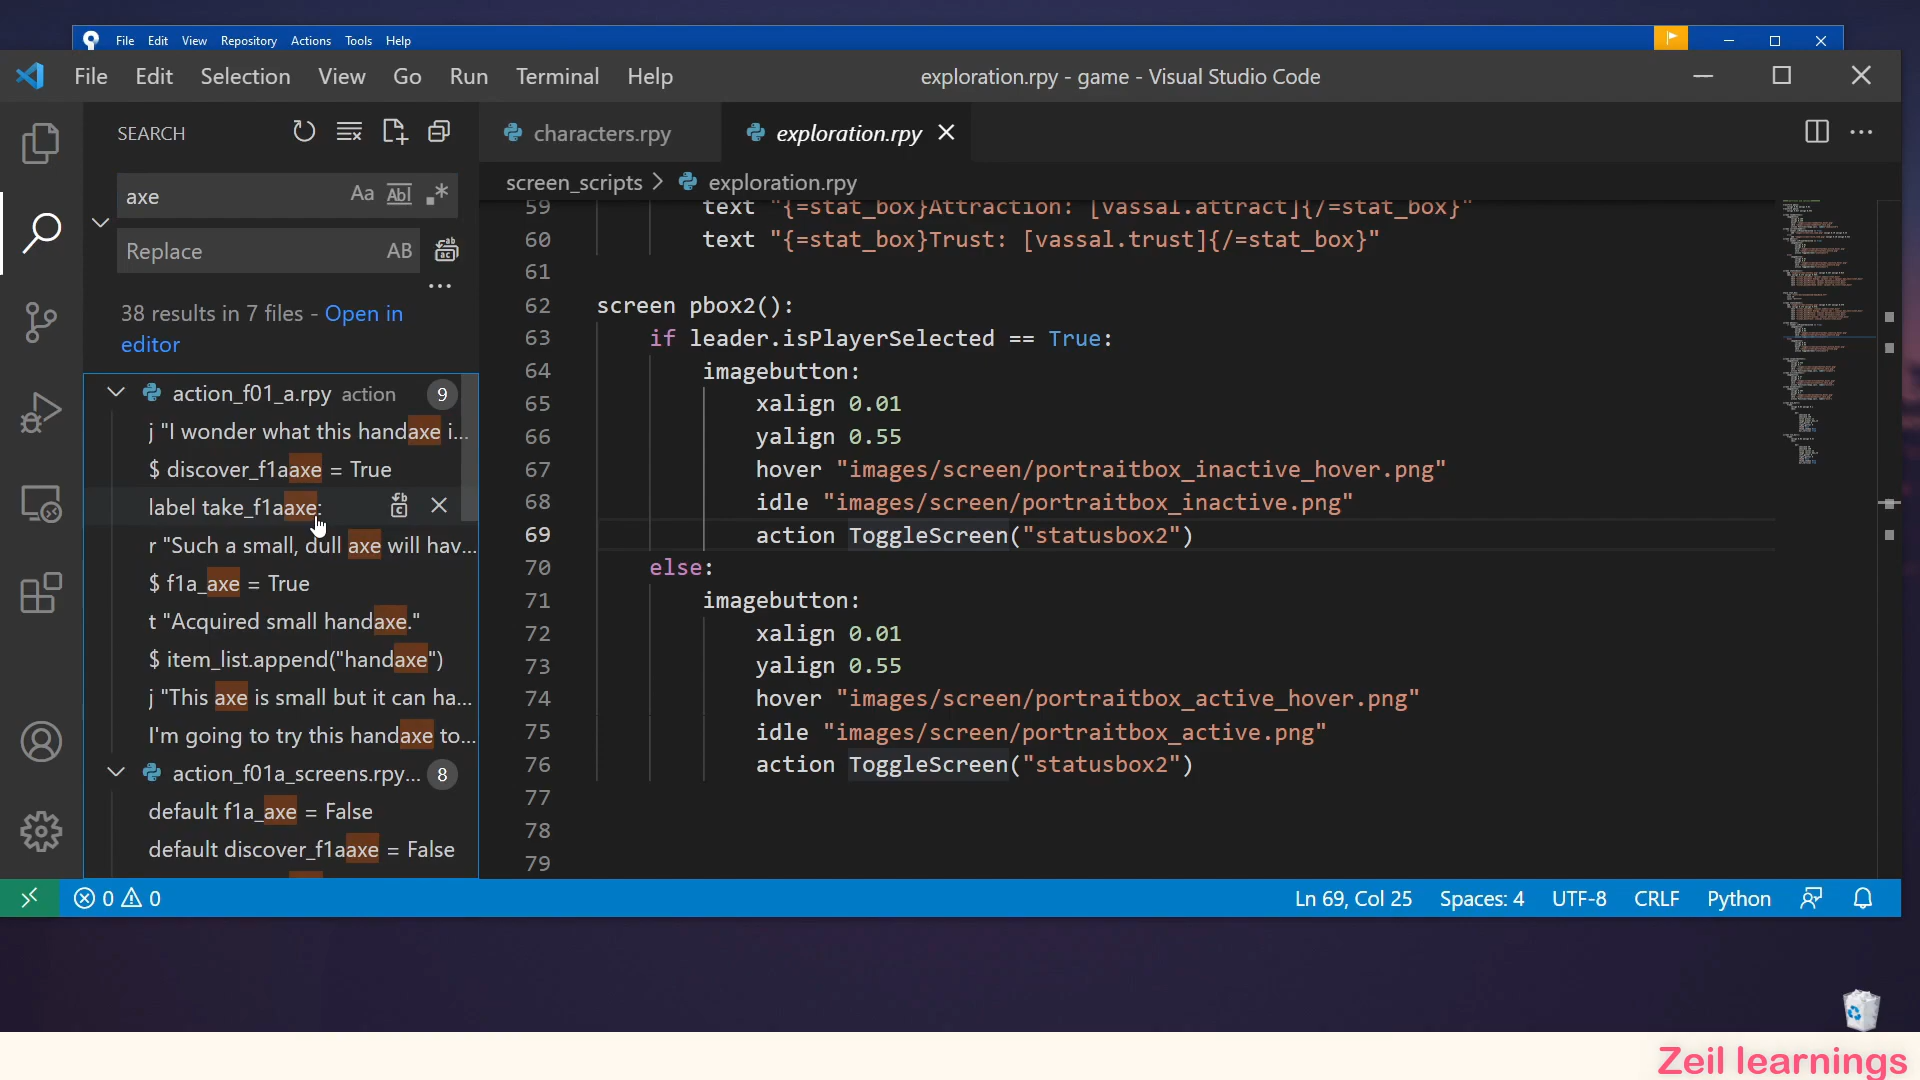 File Edit View Repository Actions Tools Help
File Edit Selection View Go Run Terminal Help
exploration.rpy - game - Visual Studio Code
SEARCH
characters.rpy
exploration.rpy
axe
Aa Abl .*
Replace
AB
38 results in 7 files - Open in
editor
action_f01_a.rpy action 9
j "I wonder what this handaxe i...
$ discover_f1aaxe = True
label take_f1aaxe:
r "Such a small, dull axe will hav...
$ f1a_axe = True
t "Acquired small handaxe."
$ item_list.append("handaxe")
j "This axe is small but it can ha...
I'm going to try this handaxe to...
action_f01a_screens.rpy... 8
default f1a_axe = False
default discover_f1aaxe = False
screen_scripts > exploration.rpy
59 text "{=stat_box}Attraction: [vassal.attract]{/=stat_box}"
60 text "{=stat_box}Trust: [vassal.trust]{/=stat_box}"
61
62 screen pbox2():
63 if leader.isPlayerSelected == True:
64 imagebutton:
65 xalign 0.01
66 yalign 0.55
67 hover "images/screen/portraitbox_inactive_hover.png"
68 idle "images/screen/portraitbox_inactive.png"
69 action ToggleScreen("statusbox2")
70 else:
71 imagebutton:
72 xalign 0.01
73 yalign 0.55
74 hover "images/screen/portraitbox_active_hover.png"
75 idle "images/screen/portraitbox_active.png"
76 action ToggleScreen("statusbox2")
77
78
79
0 0
Ln 69, Col 25 Spaces: 4 UTF-8 CRLF Python
Zeil learnings